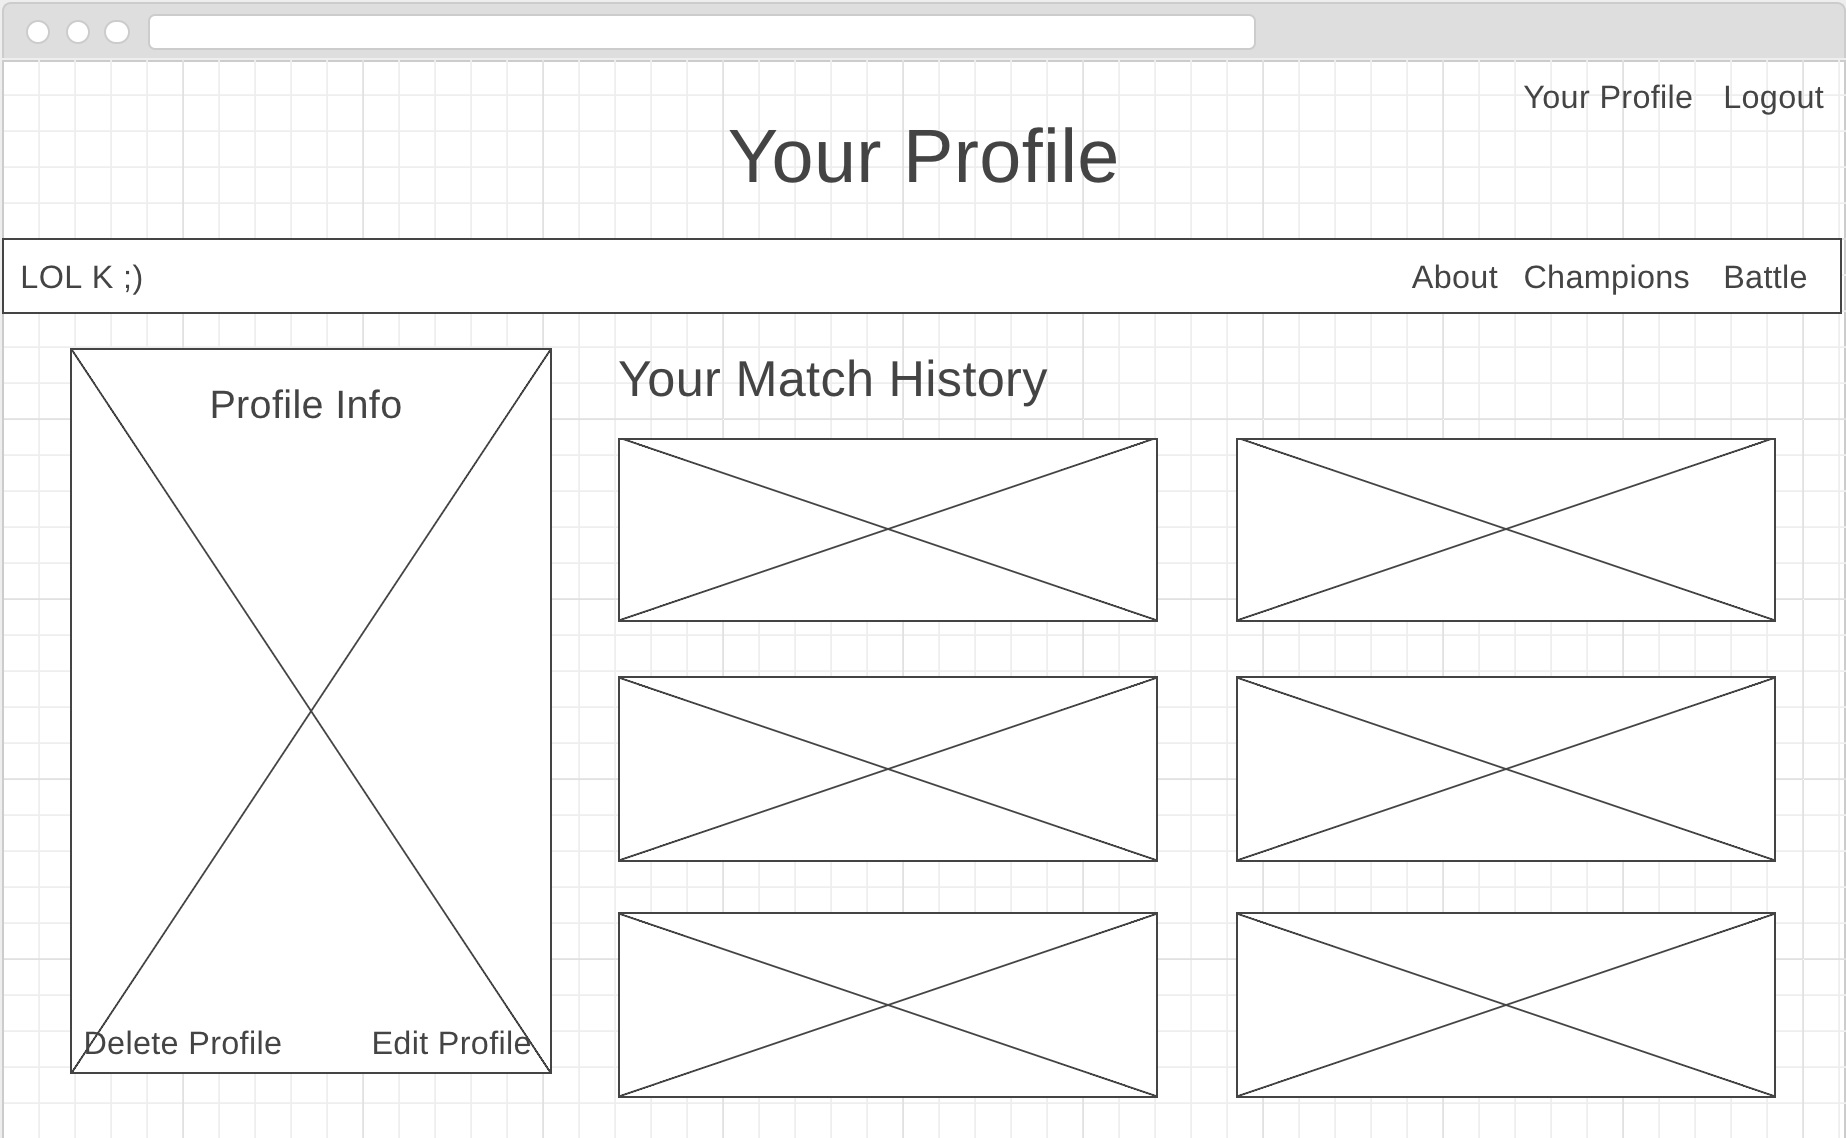 Your Profile Logout
Your Profile
LOL K ;) About Champions Battle
Profile Info
Delete Profile Edit Profile
Your Match History